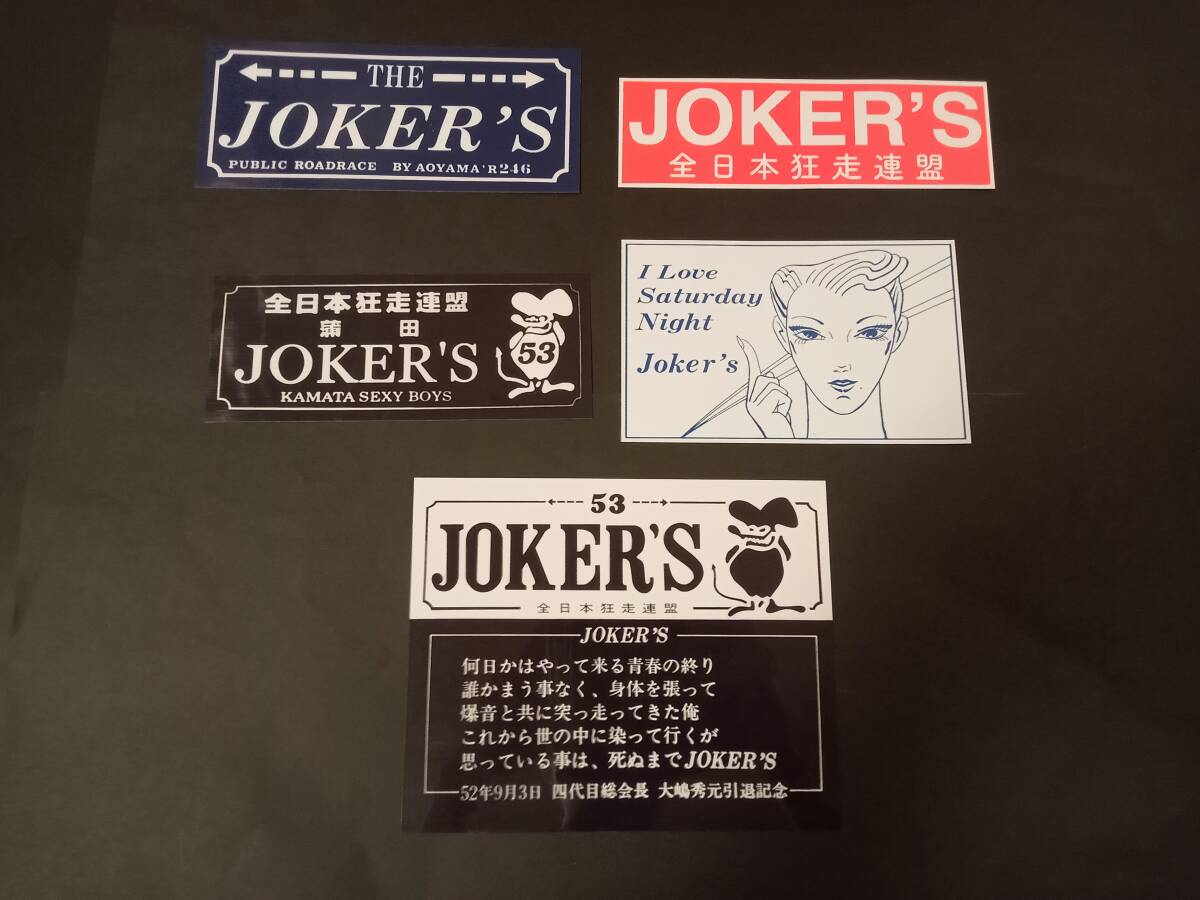 THE
JOKER'S
PUBLIC ROADRACE BY AOYAMA'R246
JOKER'S
全日本狂走連盟
全日本狂走連盟
蒲田
JOKER'S
KAMATA SEXY BOYS
53
I Love
Saturday
Night
Joker's
53
JOKER'S
全日本狂走連盟
JOKER'S
何日かはやって来る青春の終り
誰かまう事なく、身体を張って
爆音と共に突っ走ってきた俺
これから世の中に染って行くが
思っている事は、死ぬまでJOKER'S
52年9月3日 四代目総会長 大嶋秀元引退記念